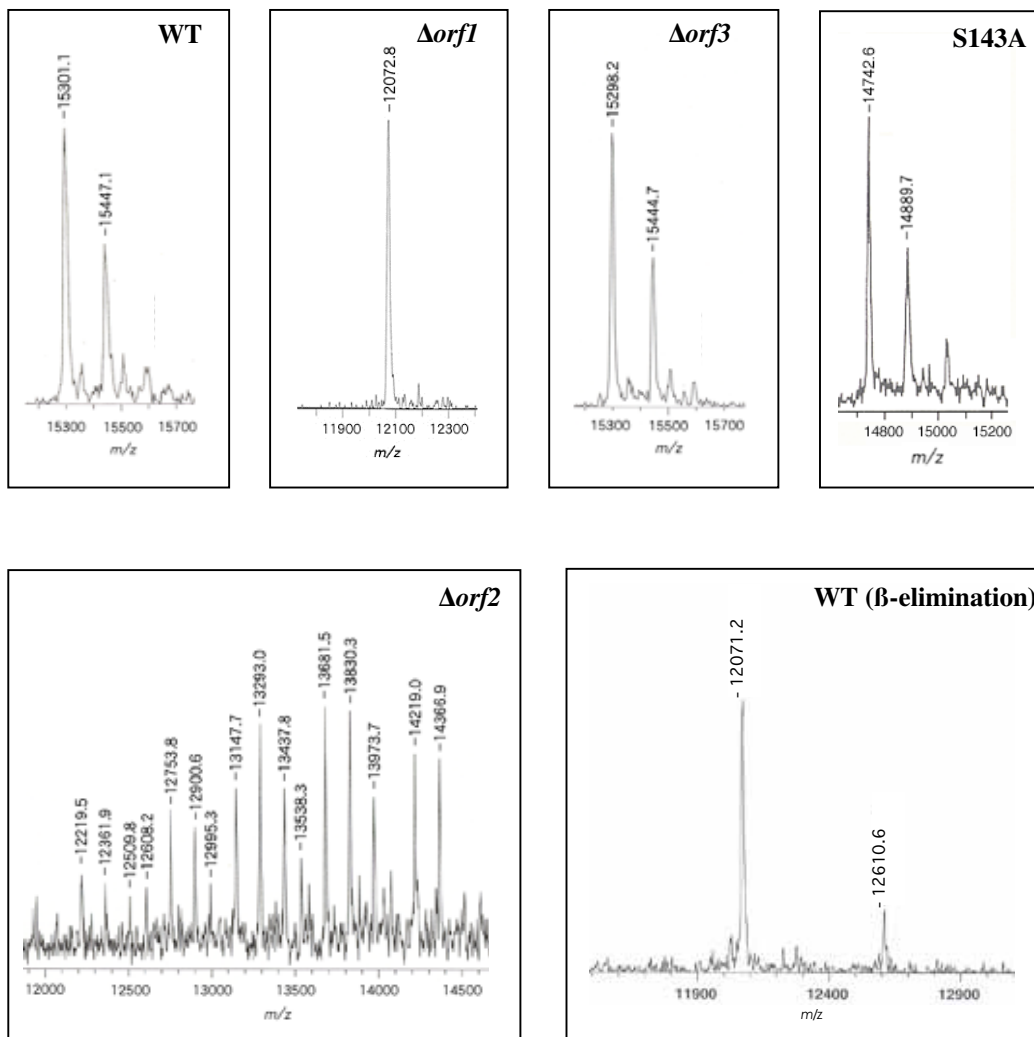 WT
−15301.1
−15447.1
15300 15500 15700
m/z
Δorf1
−12072.8
11900 12100 12300
m/z
Δorf3
−15298.2
−15444.7
15300 15500 15700
m/z
S143A
−14742.6
−14889.7
14800 15000 15200
m/z
Δorf2
−12219.5
−12361.9
−12509.8
−12608.2
−12753.8
−12900.6
−12995.3
−13147.7
−13293.0
−13437.8
−13538.3
−13681.5
−13830.3
−13973.7
−14219.0
−14366.9
12000 12500 13000 13500 14000 14500
m/z
WT (ß-elimination)
−12071.2
−12610.6
11900 12400 12900
m/z